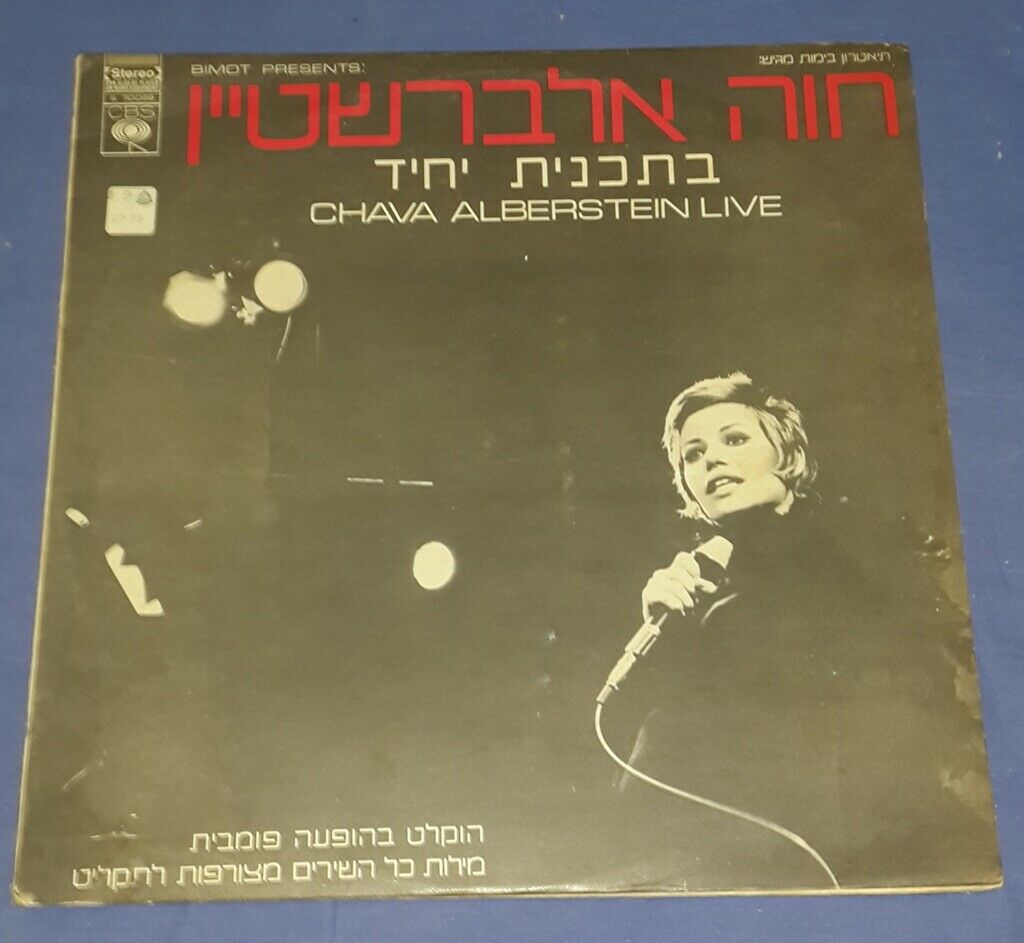 Stereo
BIMOT PRESENTS:
תיאטרון בימות מגיש:
S 70089
CBS
חוה אלברשטיין
בתכנית יחיד
CHAVA ALBERSTEIN LIVE
הוקלט בהופעה פומבית
מילות כל השירים מצורפות לתקליט